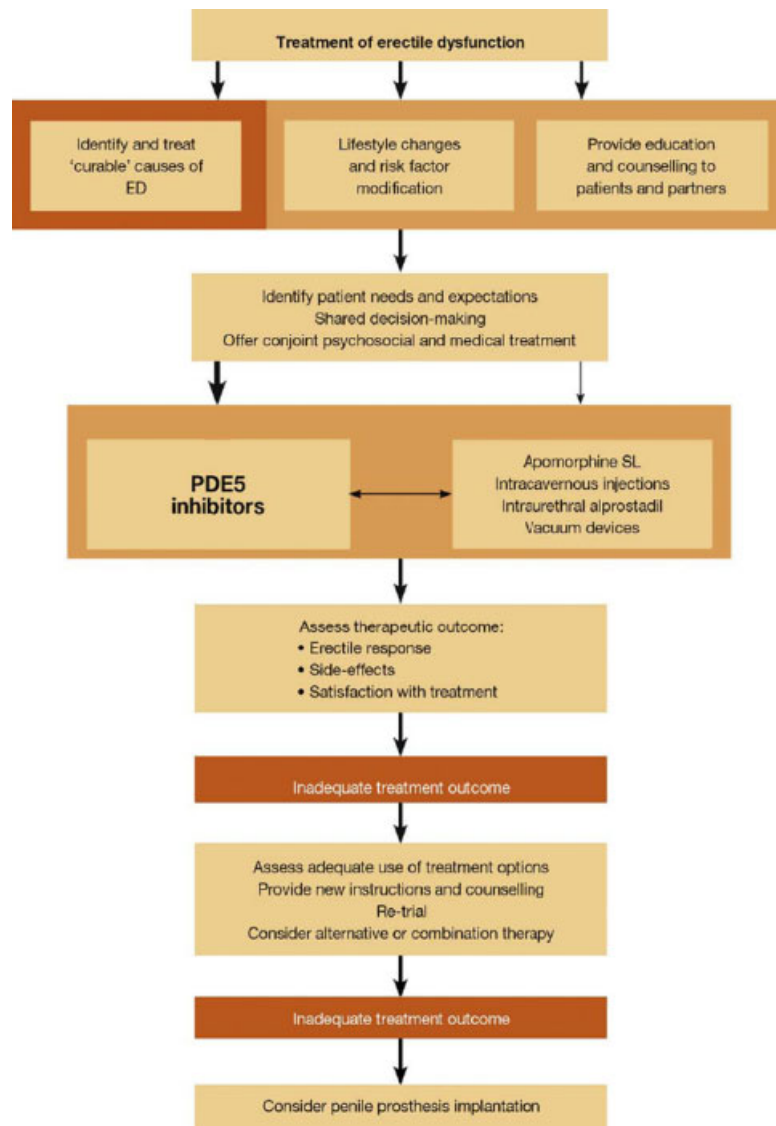 Treatment of erectile dysfunction
Identify and treat
‘curable’ causes of
ED
Lifestyle changes
and risk factor
modification
Provide education
and counselling to
patients and partners
Identify patient needs and expectations
Shared decision-making
Offer conjoint psychosocial and medical treatment
PDE5
inhibitors
Apomorphine SL
Intracavernous injections
Intraurethral alprostadil
Vacuum devices
Assess therapeutic outcome:
• Erectile response
• Side-effects
• Satisfaction with treatment
Inadequate treatment outcome
Assess adequate use of treatment options
Provide new instructions and counselling
Re-trial
Consider alternative or combination therapy
Inadequate treatment outcome
Consider penile prosthesis implantation